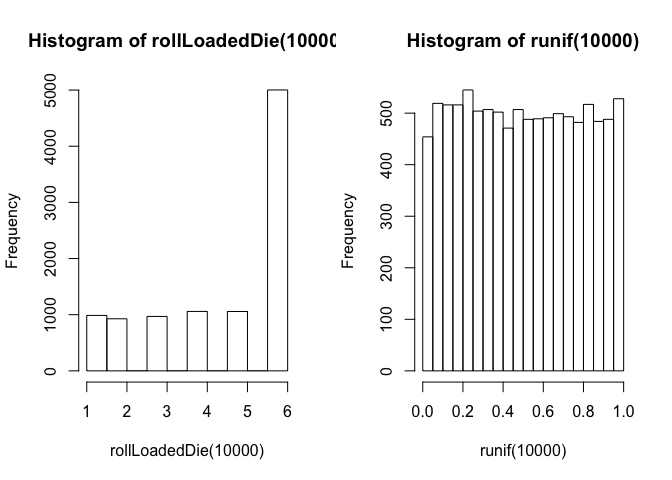 Histogram of rollLoadedDie(10000
Frequency
0 1000 2000 3000 4000 5000
1 2 3 4 5 6
rollLoadedDie(10000)
Histogram of runif(10000)
Frequency
0 100 200 300 400 500
0.0 0.2 0.4 0.6 0.8 1.0
runif(10000)